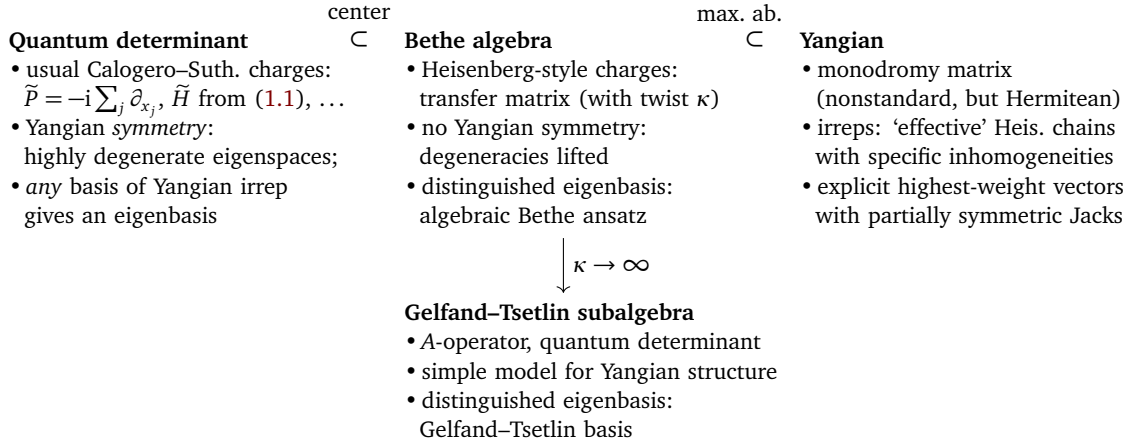 center
max. ab.
Quantum determinant ⊂ Bethe algebra ⊂ Yangian
• usual Calogero–Suth. charges:
P̃ = −i ∑_j ∂_{x_j}, H̃ from (1.1), …
• Yangian symmetry:
highly degenerate eigenspaces;
• any basis of Yangian irrep
gives an eigenbasis
• Heisenberg-style charges:
transfer matrix (with twist κ)
• no Yangian symmetry:
degeneracies lifted
• distinguished eigenbasis:
algebraic Bethe ansatz
• monodromy matrix
(nonstandard, but Hermitean)
• irreps: ‘effective’ Heis. chains
with specific inhomogeneities
• explicit highest-weight vectors
with partially symmetric Jacks
κ → ∞
Gelfand–Tsetlin subalgebra
• A-operator, quantum determinant
• simple model for Yangian structure
• distinguished eigenbasis:
Gelfand–Tsetlin basis